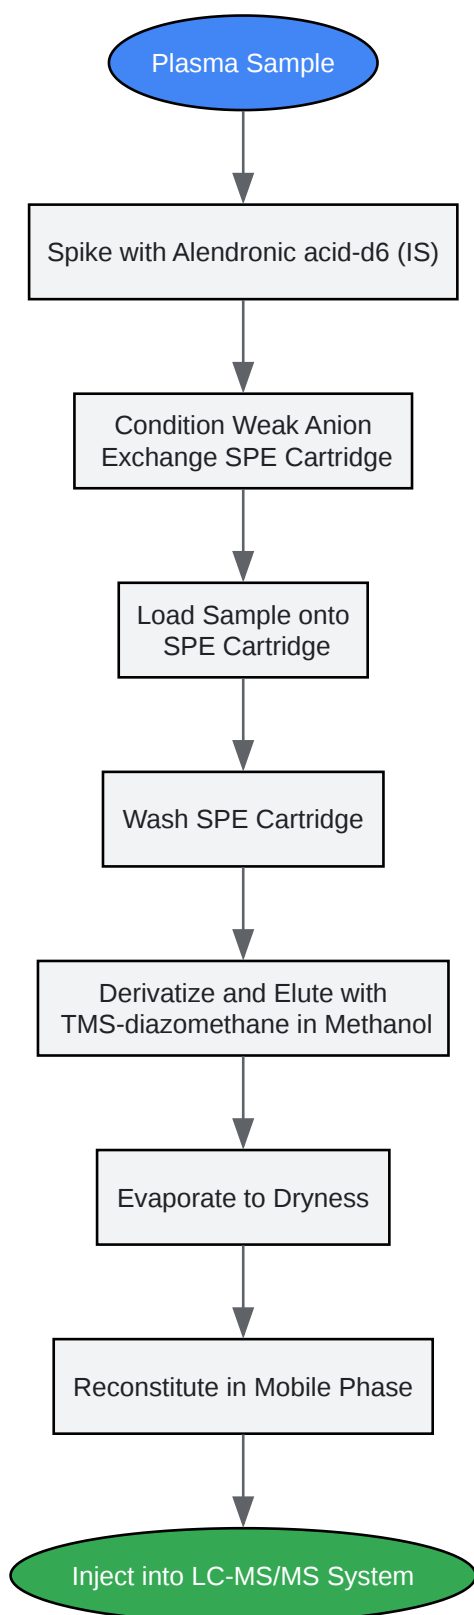 Plasma Sample
Spike with Alendronic acid-d6 (IS)
Condition Weak Anion
Exchange SPE Cartridge
Load Sample onto
SPE Cartridge
Wash SPE Cartridge
Derivatize and Elute with
TMS-diazomethane in Methanol
Evaporate to Dryness
Reconstitute in Mobile Phase
Inject into LC-MS/MS System